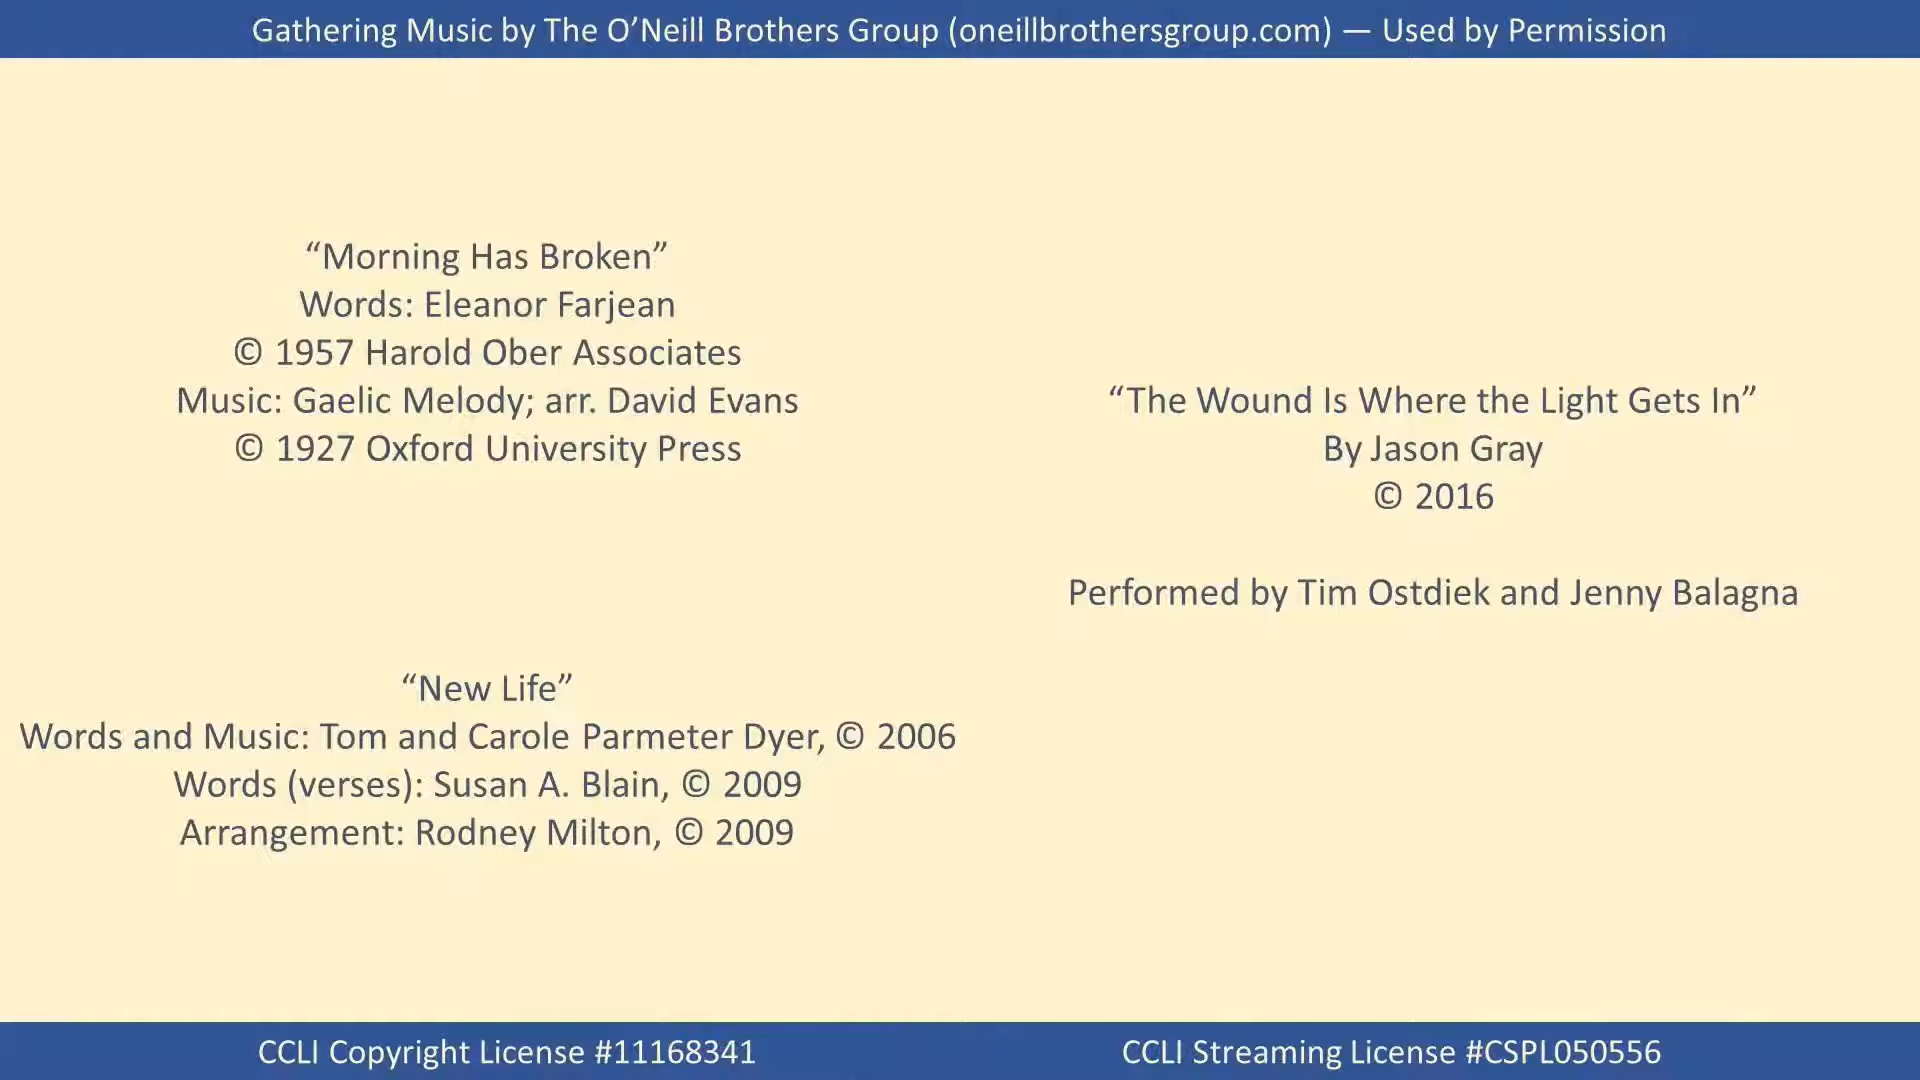 Gathering Music by The O’Neill Brothers Group (oneillbrothersgroup.com) — Used by Permission
“Morning Has Broken”
Words: Eleanor Farjean
© 1957 Harold Ober Associates
Music: Gaelic Melody; arr. David Evans
© 1927 Oxford University Press
“New Life”
Words and Music: Tom and Carole Parmeter Dyer, © 2006
Words (verses): Susan A. Blain, © 2009
Arrangement: Rodney Milton, © 2009
“The Wound Is Where the Light Gets In”
By Jason Gray
© 2016
Performed by Tim Ostdiek and Jenny Balagna
CCLI Copyright License #11168341
CCLI Streaming License #CSPL050556